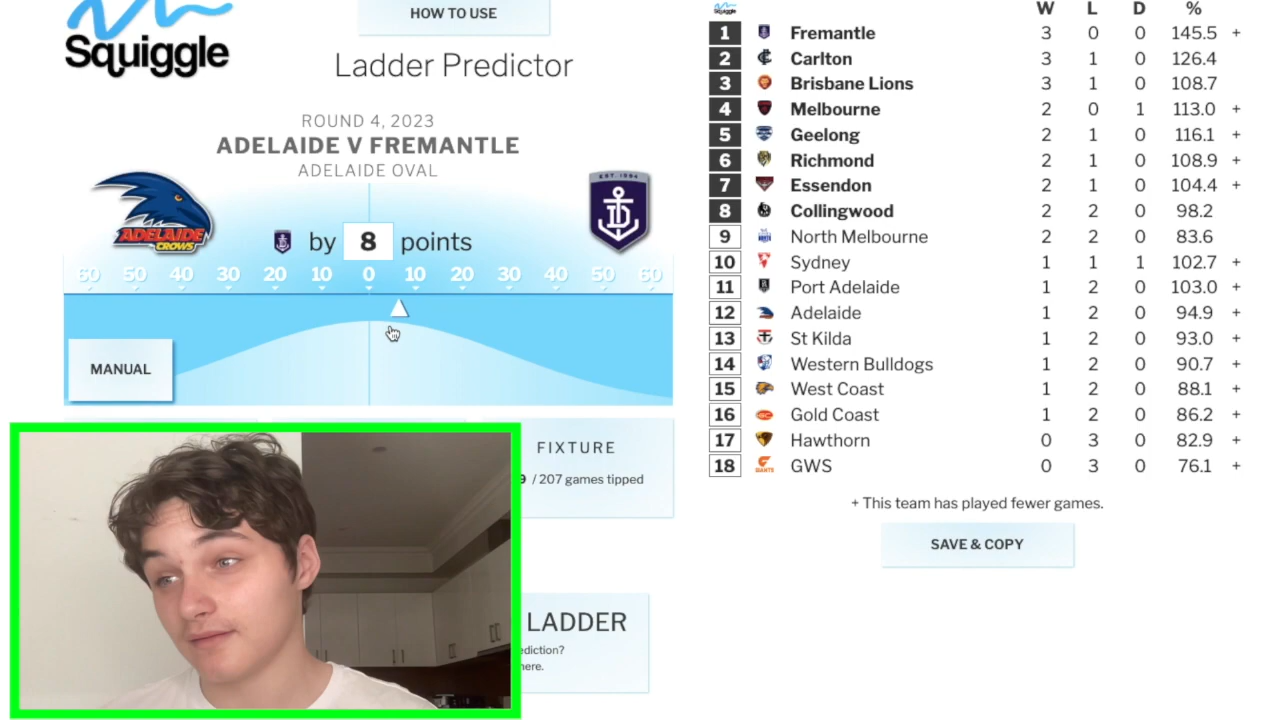 Squiggle
HOW TO USE
Ladder Predictor
ROUND 4, 2023
ADELAIDE V FREMANTLE
ADELAIDE OVAL
ADELAIDE
CROWS
EST. 1994
by 8 points
60 50 40 30 20 10 0 10 20 30 40 50 60
MANUAL
FIXTURE
9 / 207 games tipped
LADDER
ediction?
here.
Squiggle W L D %
1 Fremantle 3 0 0 145.5 +
2 Carlton 3 1 0 126.4
3 Brisbane Lions 3 1 0 108.7
4 Melbourne 2 0 1 113.0 +
5 Geelong 2 1 0 116.1 +
6 Richmond 2 1 0 108.9 +
7 Essendon 2 1 0 104.4 +
8 Collingwood 2 2 0 98.2
9 North Melbourne 2 2 0 83.6
10 Sydney 1 1 1 102.7 +
11 Port Adelaide 1 2 0 103.0 +
12 Adelaide 1 2 0 94.9 +
13 St Kilda 1 2 0 93.0 +
14 Western Bulldogs 1 2 0 90.7 +
15 West Coast 1 2 0 88.1 +
16 Gold Coast 1 2 0 86.2 +
17 Hawthorn 0 3 0 82.9 +
18 GWS 0 3 0 76.1 +
+ This team has played fewer games.
SAVE & COPY